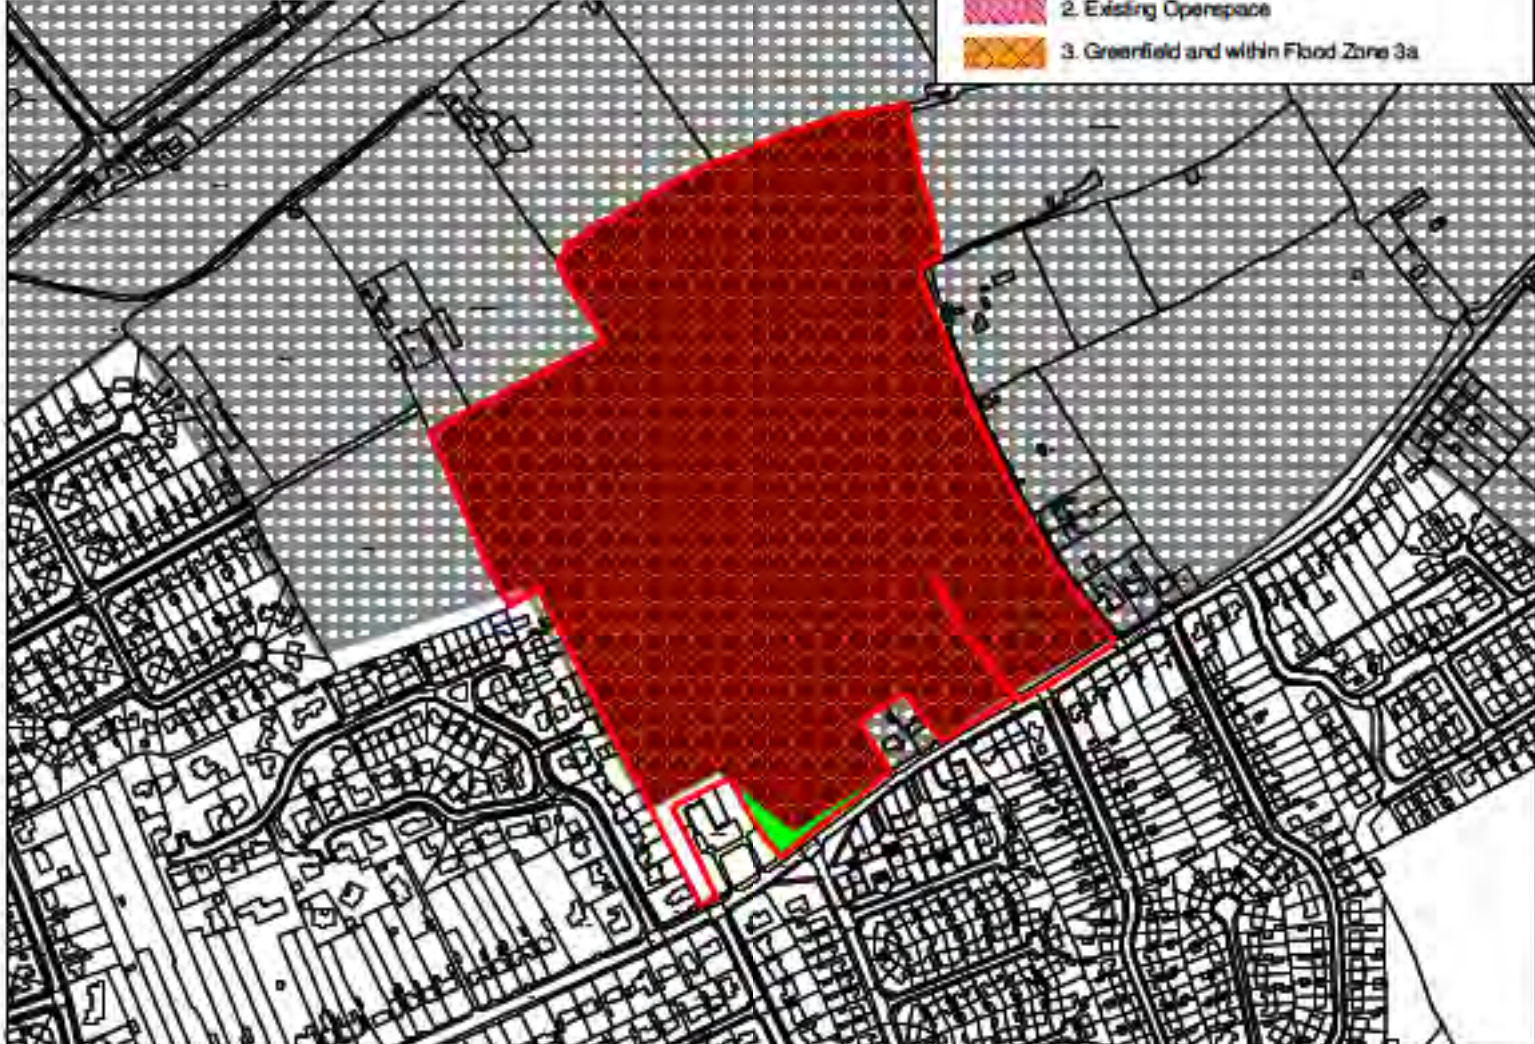 2. Existing Openspace
3. Greenfield and within Flood Zone 3a